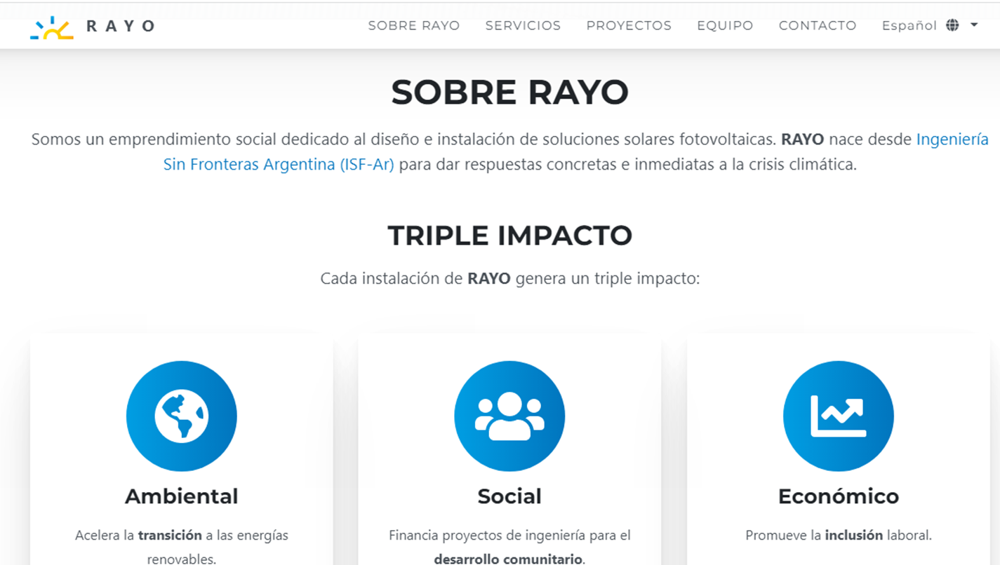 RAYO SOBRE RAYO SERVICIOS PROYECTOS EQUIPO CONTACTO Español
SOBRE RAYO
Somos un emprendimiento social dedicado al diseño e instalación de soluciones solares fotovoltaicas. RAYO nace desde Ingeniería
Sin Fronteras Argentina (ISF-Ar) para dar respuestas concretas e inmediatas a la crisis climática.
TRIPLE IMPACTO
Cada instalación de RAYO genera un triple impacto:
Ambiental
Acelera la transición a las energías
renovables.
Social
Financia proyectos de ingeniería para el
desarrollo comunitario.
Económico
Promueve la inclusión laboral.